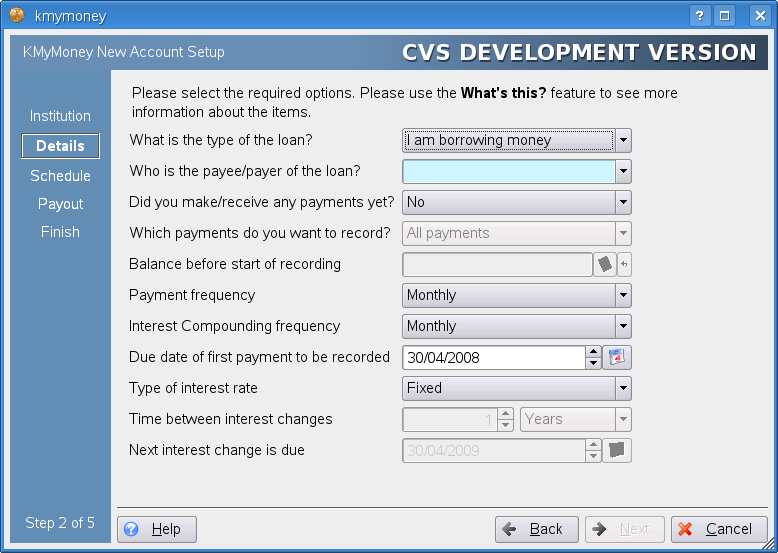 kmymoney
KMyMoney New Account Setup
CVS DEVELOPMENT VERSION
Institution
Details
Schedule
Payout
Finish
Step 2 of 5
Please select the required options. Please use the What's this? feature to see more
information about the items.
What is the type of the loan? I am borrowing money
Who is the payee/payer of the loan?
Did you make/receive any payments yet? No
Which payments do you want to record? All payments
Balance before start of recording
Payment frequency Monthly
Interest Compounding frequency Monthly
Due date of first payment to be recorded 30/04/2008
Type of interest rate Fixed
Time between interest changes 1 Years
Next interest change is due 30/04/2009
Help Back Next Cancel